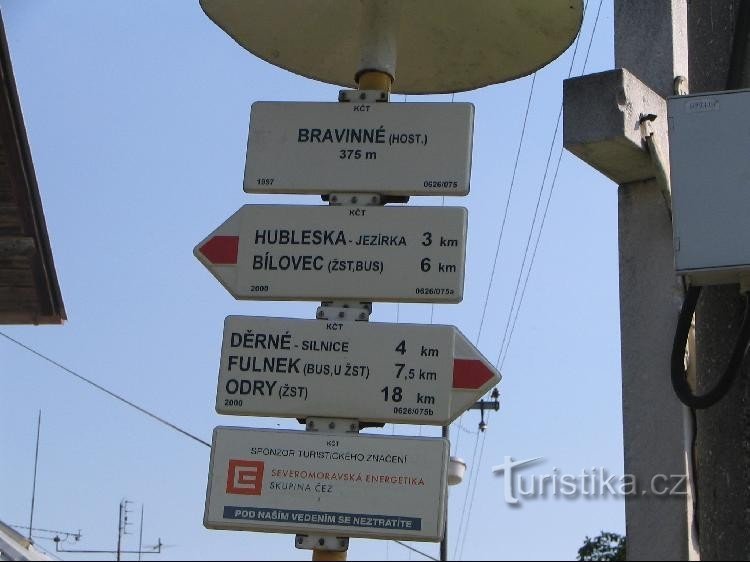 KČT
BRAVINNÉ (HOST.)
375 m
1997 0626/075
KČT
HUBLESKA - JEZÍRKA 3 KM
BÍLOVEC (ŽST,BUS) 6 KM
2000 0626/075a
KČT
DĚRNÉ - SILNICE 4 KM
FULNEK (BUS,U ŽST) 7,5 KM
ODRY (ŽST) 18 KM
2000 0626/075b
KČT
SPONZOR TURISTICKÉHO ZNAČENÍ
SEVEROMORAVSKÁ ENERGETIKA
SKUPINA ČEZ
POD NAŠÍM VEDENÍM SE NEZTRATÍTE
Turistika.cz